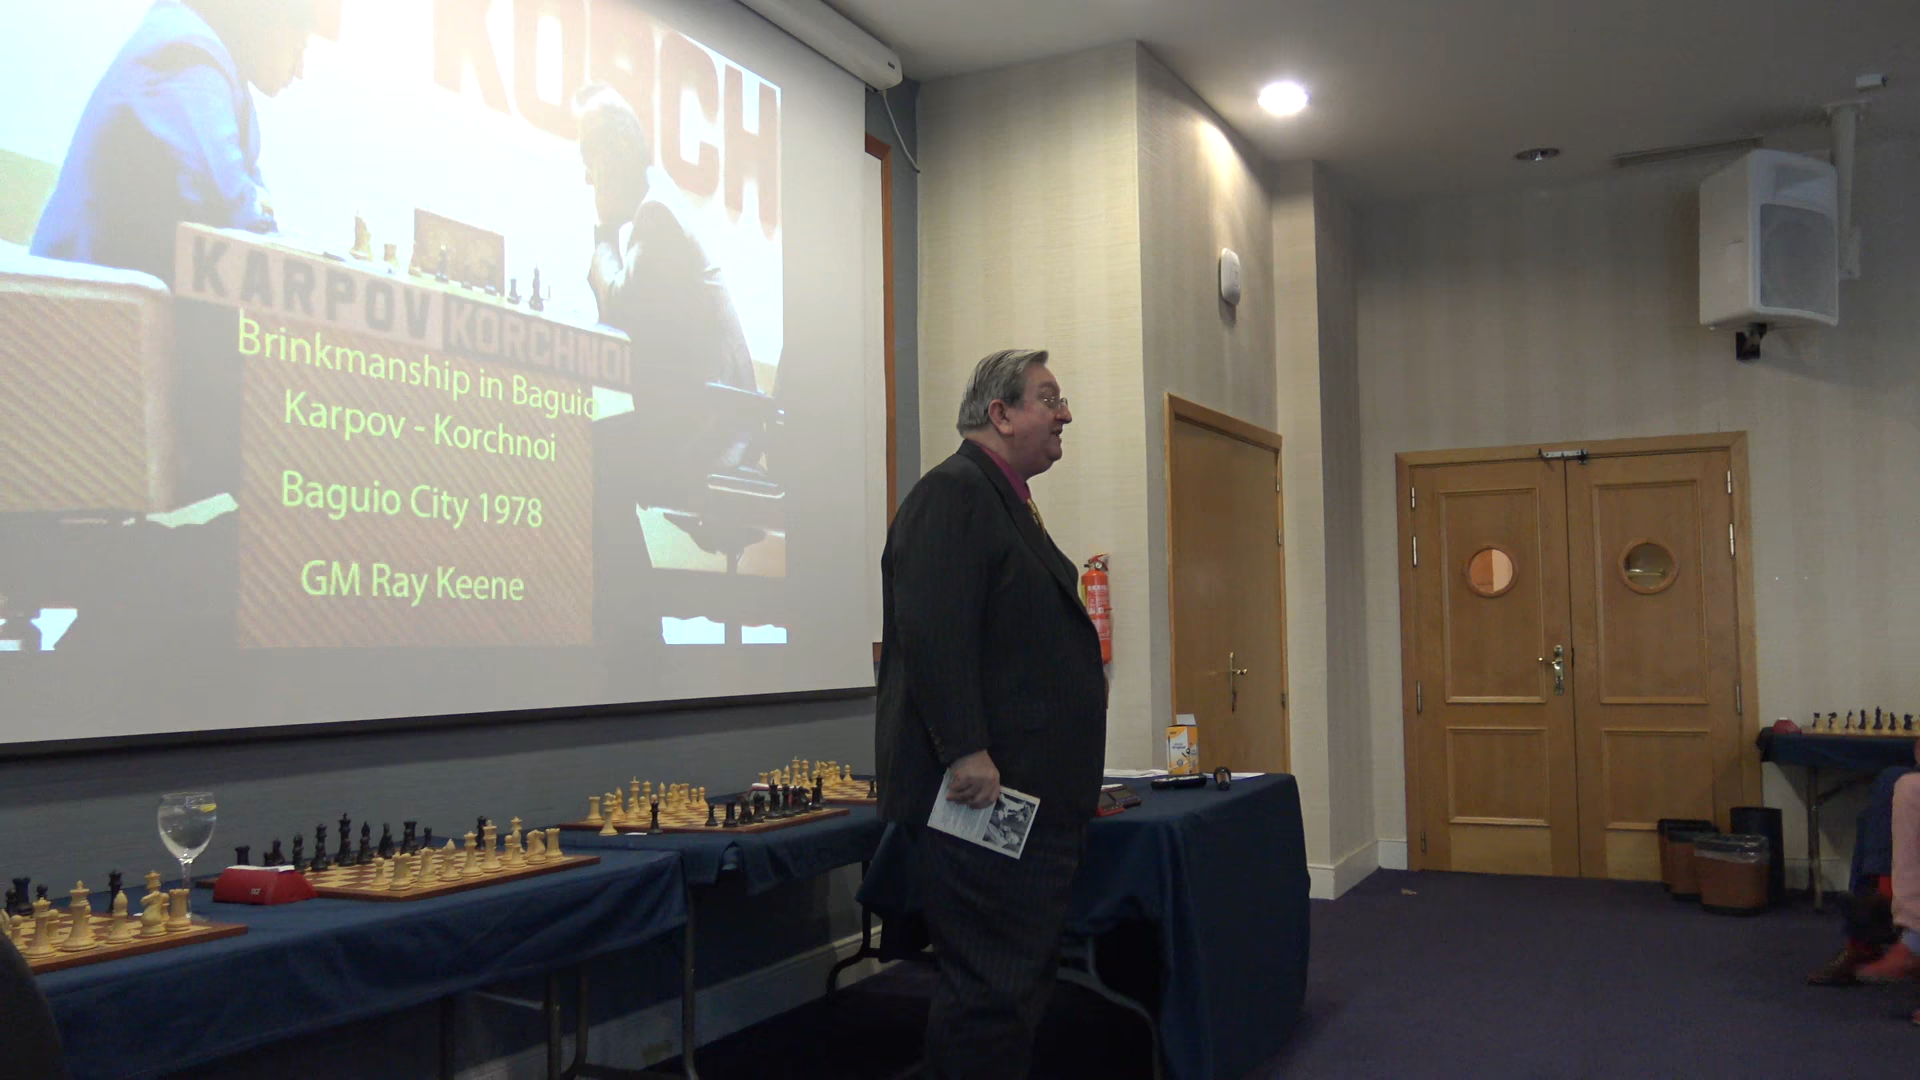 KORCH
KARPOV KORCHNOI
Brinkmanship in Baguio
Karpov - Korchnoi
Baguio City 1978
GM Ray Keene